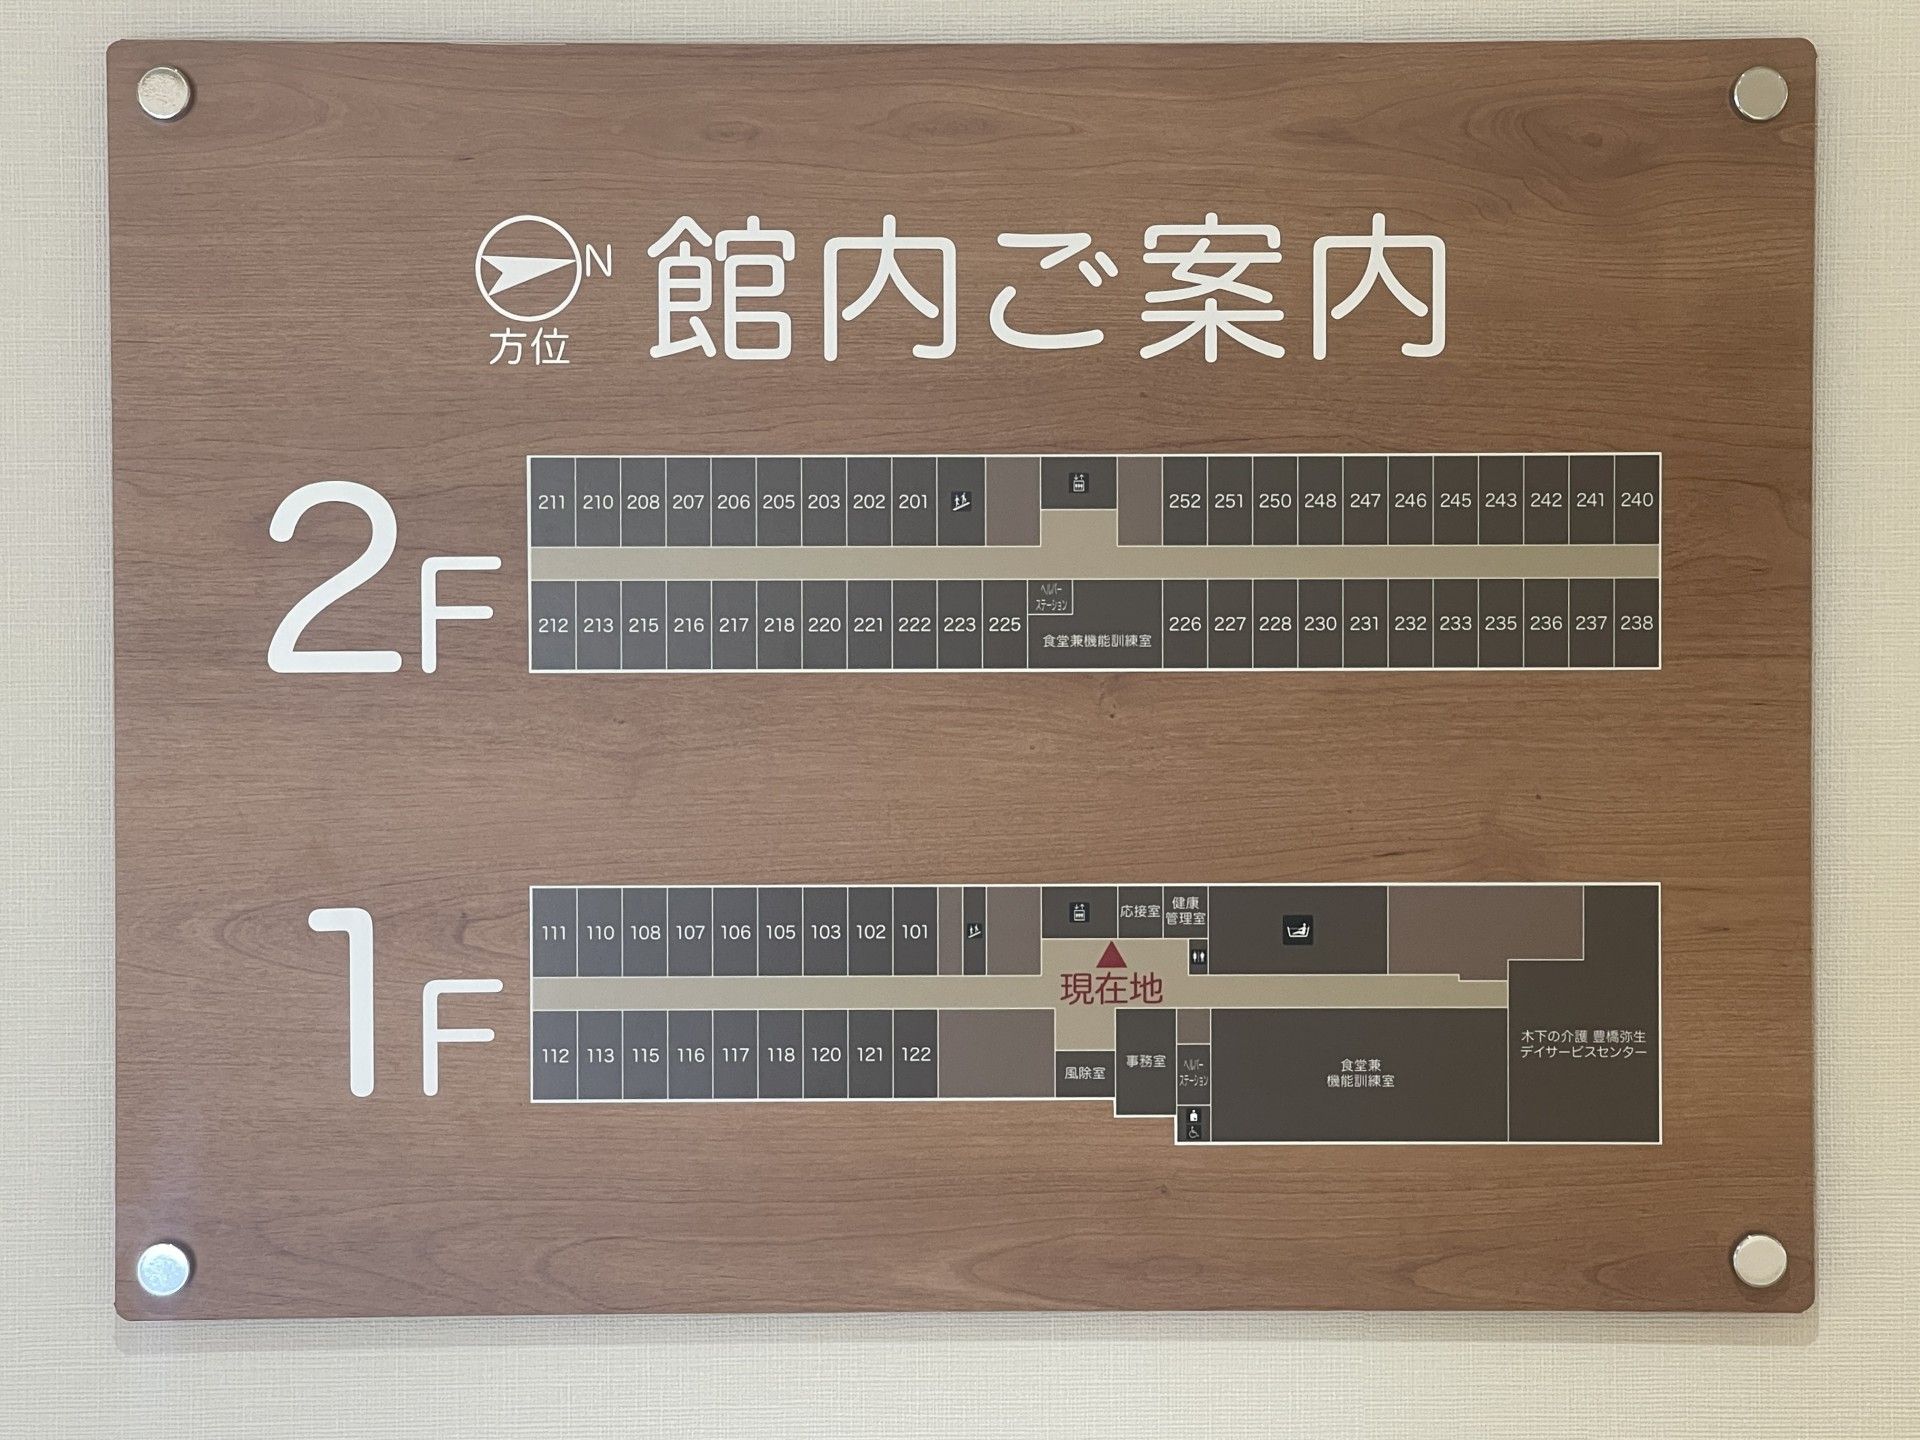 N
方位
館内ご案内
2F
211 210 208 207 206 205 203 202 201
252 251 250 248 247 246 245 243 242 241 240
212 213 215 216 217 218 220 221 222 223 225
ヘルパー
ステーション
食堂兼機能訓練室
226 227 228 230 231 232 233 235 236 237 238
1F
111 110 108 107 106 105 103 102 101
応接室
健康
管理室
現在地
112 113 115 116 117 118 120 121 122
風除室
事務室
ヘルパー
ステーション
食堂兼
機能訓練室
木下の介護 豊橋弥生
デイサービスセンター